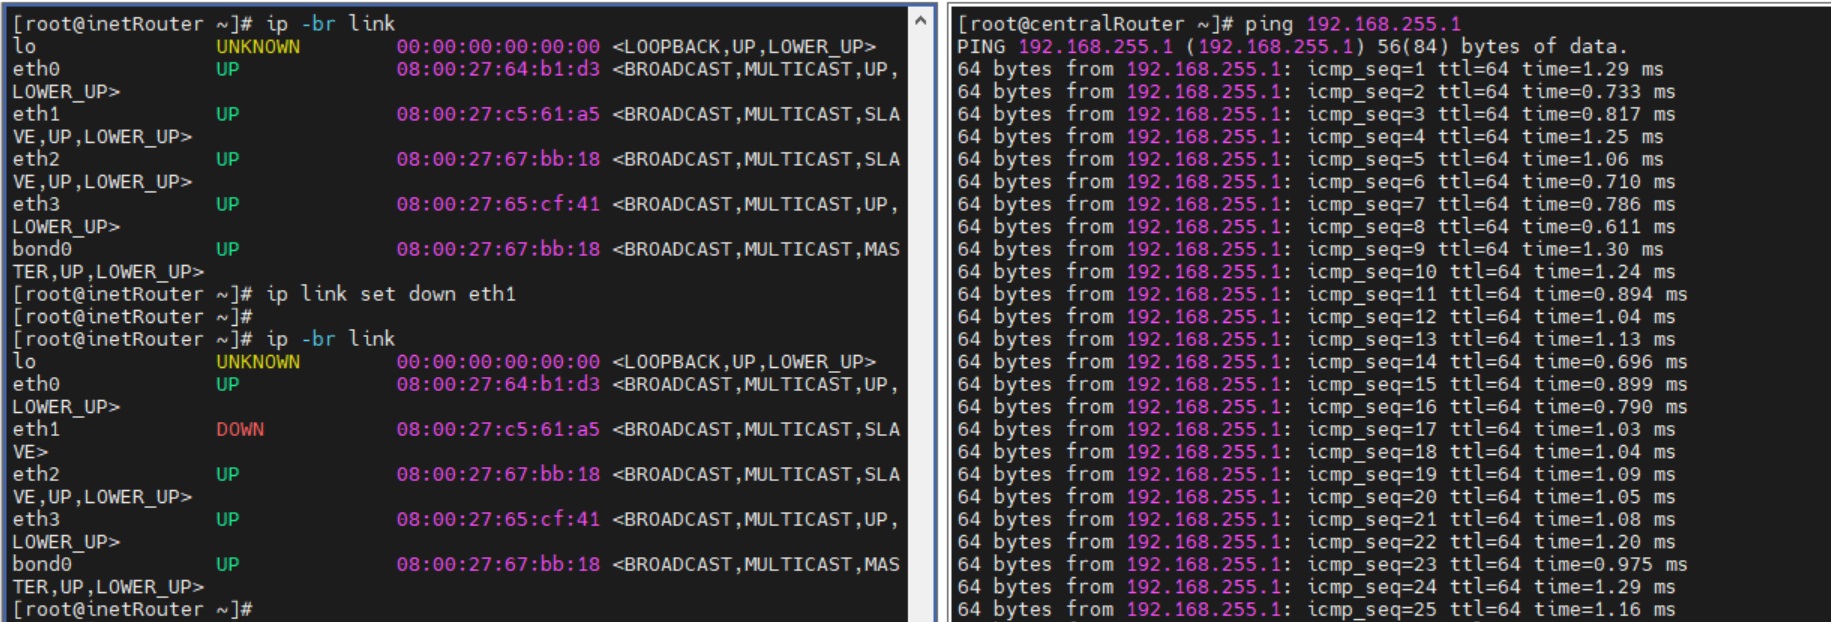 [root@inetRouter ~]# ip -br link
lo UNKNOWN 00:00:00:00:00:00 <LOOPBACK,UP,LOWER_UP>
eth0 UP 08:00:27:64:b1:d3 <BROADCAST,MULTICAST,UP,
LOWER_UP>
eth1 UP 08:00:27:c5:61:a5 <BROADCAST,MULTICAST,SLA
VE,UP,LOWER_UP>
eth2 UP 08:00:27:67:bb:18 <BROADCAST,MULTICAST,SLA
VE,UP,LOWER_UP>
eth3 UP 08:00:27:65:cf:41 <BROADCAST,MULTICAST,UP,
LOWER_UP>
bond0 UP 08:00:27:67:bb:18 <BROADCAST,MULTICAST,MAS
TER,UP,LOWER_UP>
[root@inetRouter ~]# ip link set down eth1
[root@inetRouter ~]#
[root@inetRouter ~]# ip -br link
lo UNKNOWN 00:00:00:00:00:00 <LOOPBACK,UP,LOWER_UP>
eth0 UP 08:00:27:64:b1:d3 <BROADCAST,MULTICAST,UP,
LOWER_UP>
eth1 DOWN 08:00:27:c5:61:a5 <BROADCAST,MULTICAST,SLA
VE>
eth2 UP 08:00:27:67:bb:18 <BROADCAST,MULTICAST,SLA
VE,UP,LOWER_UP>
eth3 UP 08:00:27:65:cf:41 <BROADCAST,MULTICAST,UP,
LOWER_UP>
bond0 UP 08:00:27:67:bb:18 <BROADCAST,MULTICAST,MAS
TER,UP,LOWER_UP>
[root@inetRouter ~]#
[root@centralRouter ~]# ping 192.168.255.1
PING 192.168.255.1 (192.168.255.1) 56(84) bytes of data.
64 bytes from 192.168.255.1: icmp_seq=1 ttl=64 time=1.29 ms
64 bytes from 192.168.255.1: icmp_seq=2 ttl=64 time=0.733 ms
64 bytes from 192.168.255.1: icmp_seq=3 ttl=64 time=0.817 ms
64 bytes from 192.168.255.1: icmp_seq=4 ttl=64 time=1.25 ms
64 bytes from 192.168.255.1: icmp_seq=5 ttl=64 time=1.06 ms
64 bytes from 192.168.255.1: icmp_seq=6 ttl=64 time=0.710 ms
64 bytes from 192.168.255.1: icmp_seq=7 ttl=64 time=0.786 ms
64 bytes from 192.168.255.1: icmp_seq=8 ttl=64 time=0.611 ms
64 bytes from 192.168.255.1: icmp_seq=9 ttl=64 time=1.30 ms
64 bytes from 192.168.255.1: icmp_seq=10 ttl=64 time=1.24 ms
64 bytes from 192.168.255.1: icmp_seq=11 ttl=64 time=0.894 ms
64 bytes from 192.168.255.1: icmp_seq=12 ttl=64 time=1.04 ms
64 bytes from 192.168.255.1: icmp_seq=13 ttl=64 time=1.13 ms
64 bytes from 192.168.255.1: icmp_seq=14 ttl=64 time=0.696 ms
64 bytes from 192.168.255.1: icmp_seq=15 ttl=64 time=0.899 ms
64 bytes from 192.168.255.1: icmp_seq=16 ttl=64 time=0.790 ms
64 bytes from 192.168.255.1: icmp_seq=17 ttl=64 time=1.03 ms
64 bytes from 192.168.255.1: icmp_seq=18 ttl=64 time=1.04 ms
64 bytes from 192.168.255.1: icmp_seq=19 ttl=64 time=1.09 ms
64 bytes from 192.168.255.1: icmp_seq=20 ttl=64 time=1.05 ms
64 bytes from 192.168.255.1: icmp_seq=21 ttl=64 time=1.08 ms
64 bytes from 192.168.255.1: icmp_seq=22 ttl=64 time=1.20 ms
64 bytes from 192.168.255.1: icmp_seq=23 ttl=64 time=0.975 ms
64 bytes from 192.168.255.1: icmp_seq=24 ttl=64 time=1.29 ms
64 bytes from 192.168.255.1: icmp_seq=25 ttl=64 time=1.16 ms